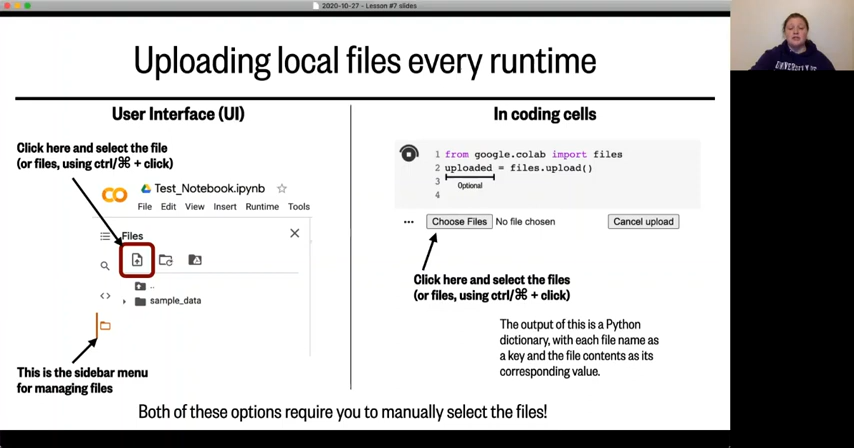 2020-10-27 - Lesson #7 slides
Uploading local files every runtime
User Interface (UI)
Click here and select the file
(or files, using ctrl/⌘ + click)
CO
Test_Notebook.ipynb
File Edit View Insert Runtime Tools
Files
..
sample_data
This is the sidebar menu
for managing files
In coding cells
1 from google.colab import files
2 uploaded = files.upload()
3
Optional
4
Choose Files No file chosen Cancel upload
Click here and select the files
(or files, using ctrl/⌘ + click)
The output of this is a Python
dictionary, with each file name as
a key and the file contents as its
corresponding value.
Both of these options require you to manually select the files!